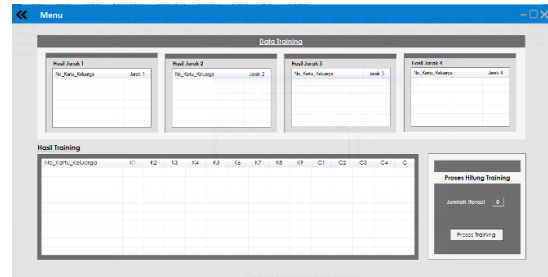 Menu
Data Training
Hasil Jarak 1
No_Kartu_Keluarga Jarak 1
Hasil Jarak 2
No_Kartu_Keluarga Jarak 2
Hasil Jarak 3
No_Kartu_Keluarga Jarak 3
Hasil Jarak 4
No_Kartu_Keluarga Jarak 4
Hasil Training
No_Kartu_Keluarga K1 K2 K3 K4 K5 K6 K7 K8 K9 C1 C2 C3 C4 C
Proses Hitung Training
Jumlah Iterasi 0
Proses Training